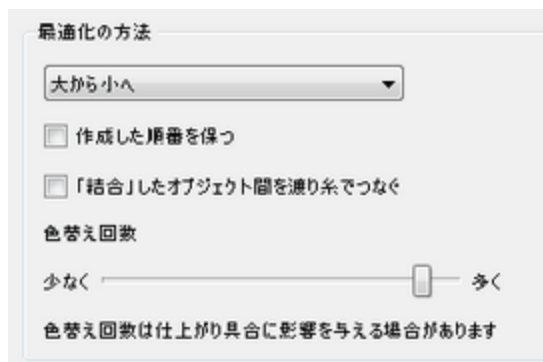 最適化の方法
大から小へ
作成した順番を保つ
「結合」したオブジェクト間を渡り糸でつなぐ
色替え回数
少なく 多く
色替え回数は仕上がり具合に影響を与える場合があります